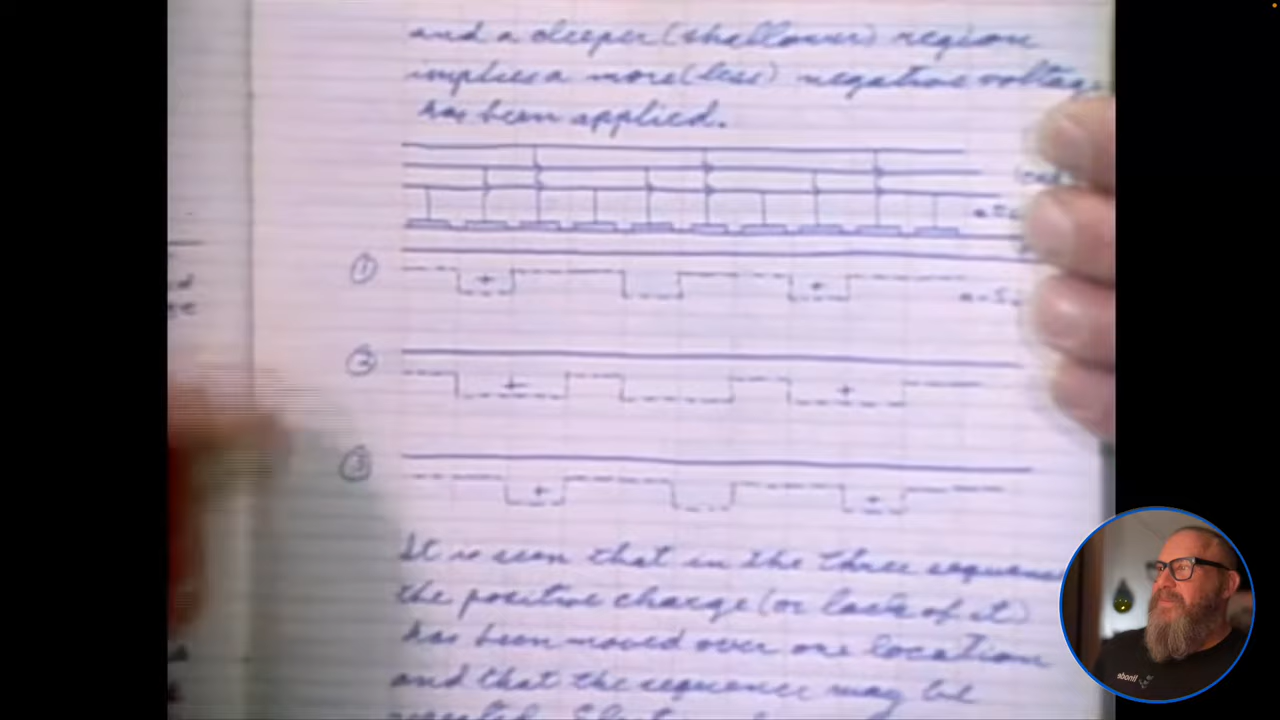 and a deeper (shallower) region
implies a more (less) negative voltage
has been applied.
①
+
+
②
+
+
③
+
+
It is seen that in the three sequence
the positive charge (or lack of it)
has been moved over one location
and that the sequence may be